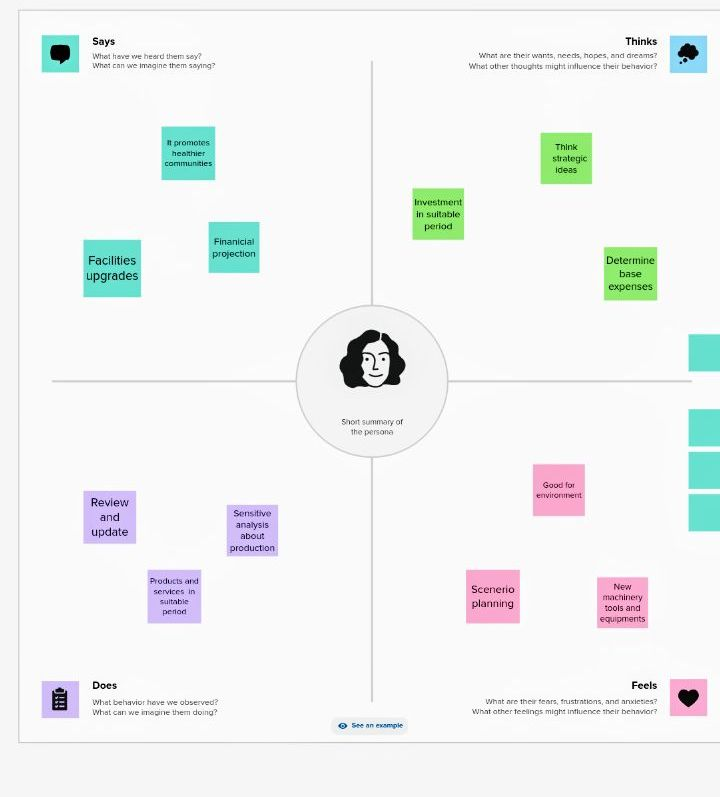 Says
What have we heard them say?
What can we imagine them saying?
Thinks
What are their wants, needs, hopes, and dreams?
What other thoughts might influence their behavior?
It promotes
healthier
communities
Facilities
upgrades
Finanicial
projection
Think
strategic
ideas
Investment
in suitable
period
Determine
base
expenses
Short summary of
the persona
Review
and
update
Sensitive
analysis
about
production
Products and
services in
suitable
period
Good for
environment
Scenerio
planning
New
machinery
tools and
equipments
Does
What behavior have we observed?
What can we imagine them doing?
Feels
What are their fears, frustrations, and anxieties?
What other feelings might influence their behavior?
See an example